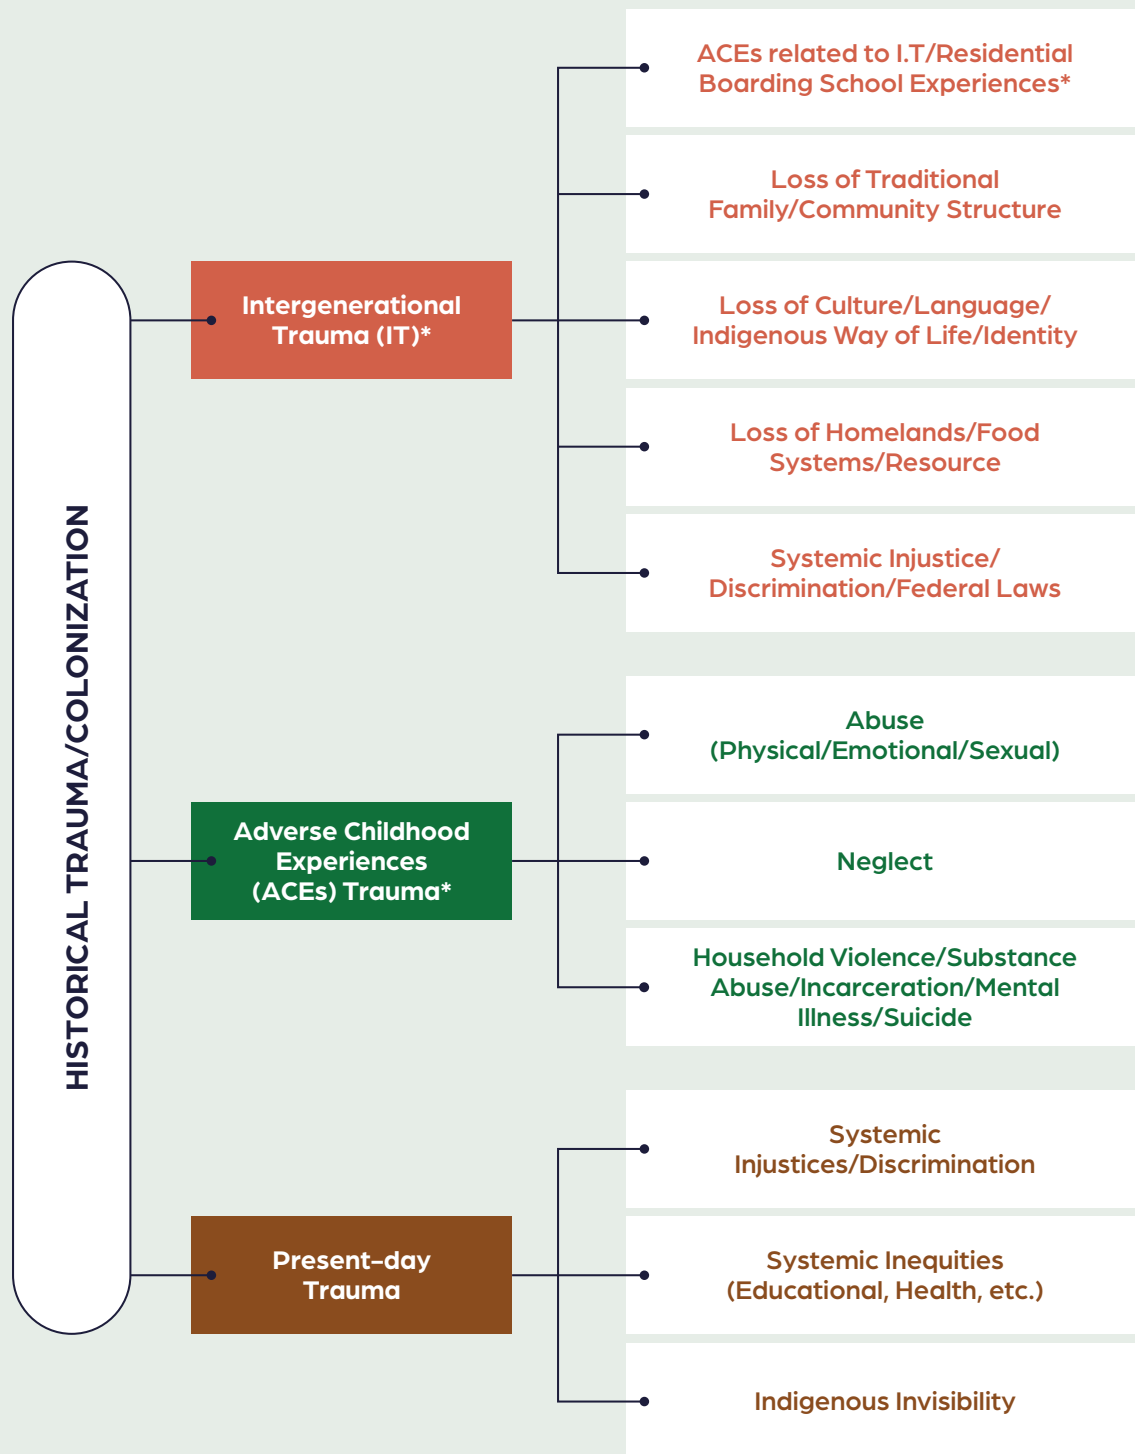 HISTORICAL TRAUMA/COLONIZATION
Intergenerational
Trauma (IT)*
ACEs related to I.T/Residential
Boarding School Experiences*
Loss of Traditional
Family/Community Structure
Loss of Culture/Language/
Indigenous Way of Life/Identity
Loss of Homelands/Food
Systems/Resource
Systemic Injustice/
Discrimination/Federal Laws
Adverse Childhood
Experiences
(ACEs) Trauma*
Abuse
(Physical/Emotional/Sexual)
Neglect
Household Violence/Substance
Abuse/Incarceration/Mental
Illness/Suicide
Present-day
Trauma
Systemic
Injustices/Discrimination
Systemic Inequities
(Educational, Health, etc.)
Indigenous Invisibility